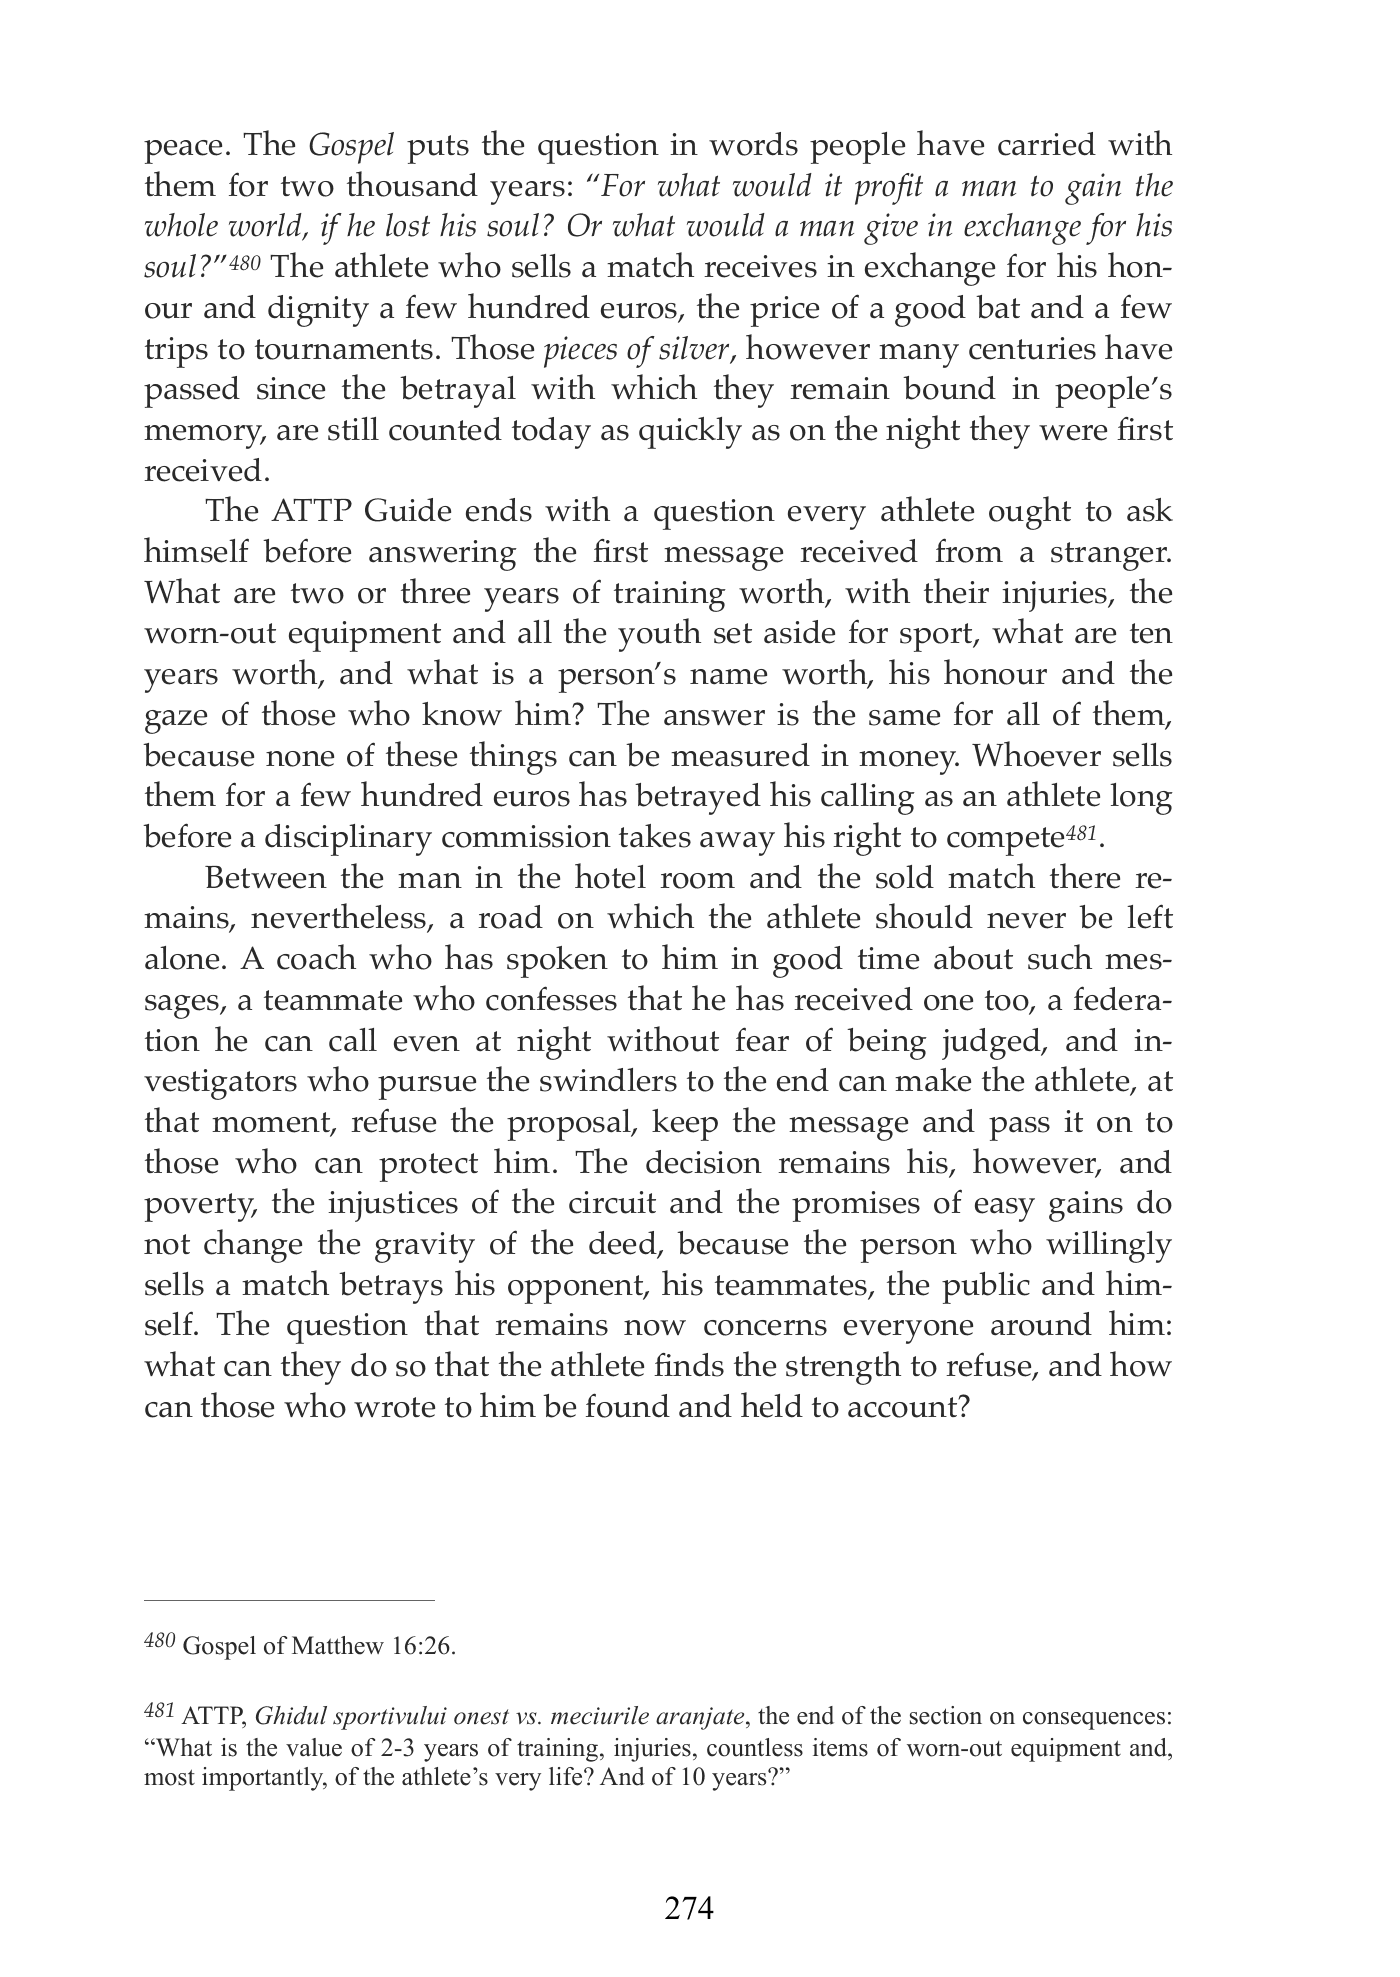 peace. The Gospel puts the question in words people have carried with
them for two thousand years: “For what would it profit a man to gain the
whole world, if he lost his soul? Or what would a man give in exchange for his
soul?”480 The athlete who sells a match receives in exchange for his hon-
our and dignity a few hundred euros, the price of a good bat and a few
trips to tournaments. Those pieces of silver, however many centuries have
passed since the betrayal with which they remain bound in people’s
memory, are still counted today as quickly as on the night they were first
received.
The ATTP Guide ends with a question every athlete ought to ask
himself before answering the first message received from a stranger.
What are two or three years of training worth, with their injuries, the
worn-out equipment and all the youth set aside for sport, what are ten
years worth, and what is a person’s name worth, his honour and the
gaze of those who know him? The answer is the same for all of them,
because none of these things can be measured in money. Whoever sells
them for a few hundred euros has betrayed his calling as an athlete long
before a disciplinary commission takes away his right to compete481.
Between the man in the hotel room and the sold match there re-
mains, nevertheless, a road on which the athlete should never be left
alone. A coach who has spoken to him in good time about such mes-
sages, a teammate who confesses that he has received one too, a federa-
tion he can call even at night without fear of being judged, and in-
vestigators who pursue the swindlers to the end can make the athlete, at
that moment, refuse the proposal, keep the message and pass it on to
those who can protect him. The decision remains his, however, and
poverty, the injustices of the circuit and the promises of easy gains do
not change the gravity of the deed, because the person who willingly
sells a match betrays his opponent, his teammates, the public and him-
self. The question that remains now concerns everyone around him:
what can they do so that the athlete finds the strength to refuse, and how
can those who wrote to him be found and held to account?
480 Gospel of Matthew 16:26.
481 ATTP, Ghidul sportivului onest vs. meciurile aranjate, the end of the section on consequences:
“What is the value of 2-3 years of training, injuries, countless items of worn-out equipment and,
most importantly, of the athlete’s very life? And of 10 years?”
274